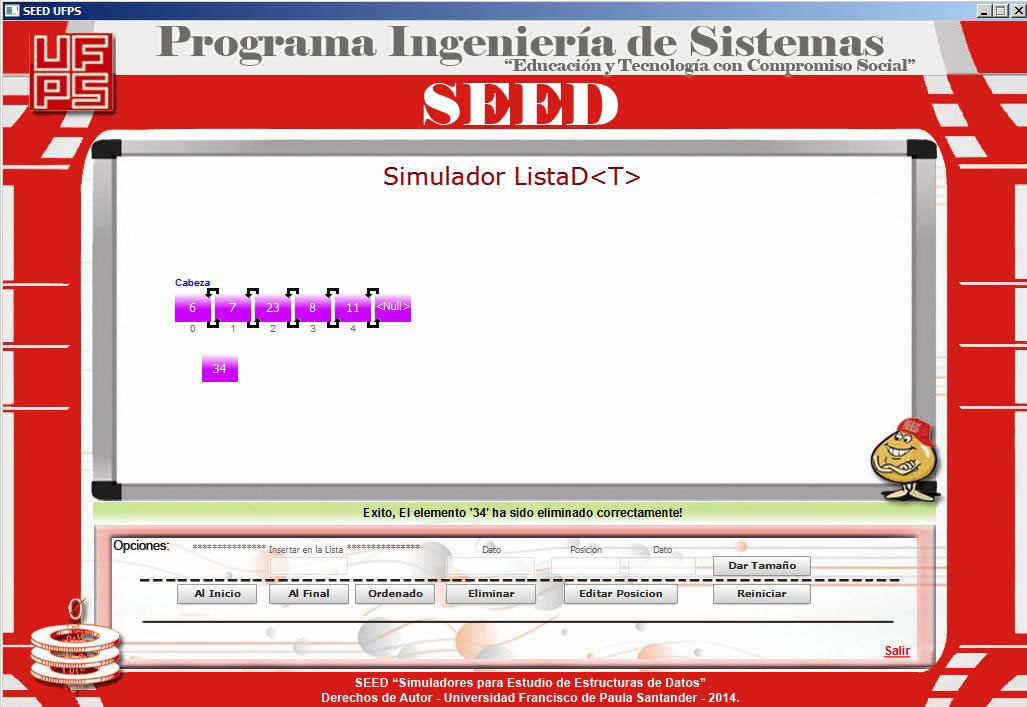 SEED UFPS
UFPS
Programa Ingeniería de Sistemas
“Educación y Tecnología con Compromiso Social”
SEED
Simulador ListaD<T>
Cabeza
6 7 23 8 11 <Null>
0 1 2 3 4
34
Exito, El elemento '34' ha sido eliminado correctamente!
Opciones:
*************** Insertar en la Lista *************** Dato Posicion Dato
Dar Tamaño
Al Inicio Al Final Ordenado Eliminar Editar Posicion Reiniciar
Salir
SEED “Simuladores para Estudio de Estructuras de Datos”
Derechos de Autor - Universidad Francisco de Paula Santander - 2014.